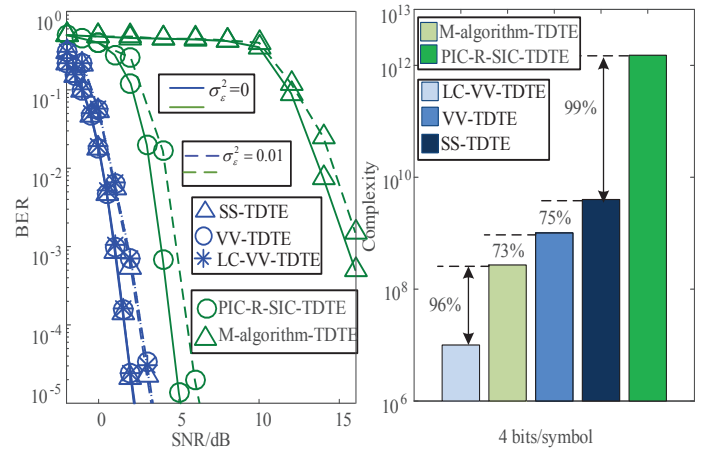 10^0
10^-1
10^-2
10^-3
10^-4
10^-5
BER
0
5
10
15
SNR/dB
σ_ε^2=0
σ_ε^2 = 0.01
SS-TDTE
VV-TDTE
LC-VV-TDTE
PIC-R-SIC-TDTE
M-algorithm-TDTE
10^13
10^12
10^10
10^8
10^6
Complexity
M-algorithm-TDTE
PIC-R-SIC-TDTE
LC-VV-TDTE
VV-TDTE
SS-TDTE
99%
75%
73%
96%
4 bits/symbol